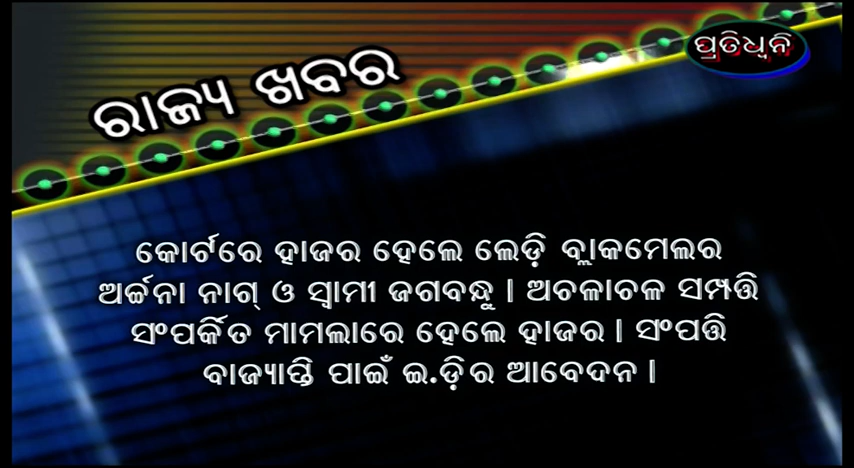 ପ୍ରତିଧ୍ୱନି
ରାଜ୍ୟ ଖବର
କୋର୍ଟରେ ହାଜର ହେଲେ ଲେଡ଼ି ବ୍ଲାକମେଲର
ଅର୍ଚ୍ଚନା ନାଗ୍ ଓ ସ୍ୱାମୀ ଜଗବନ୍ଧୁ । ଅଚଳାଚଳ ସମ୍ପତ୍ତି
ସଂପର୍କିତ ମାମଲାରେ ହେଲେ ହାଜର । ସଂପତ୍ତି
ବାଜ୍ୟାପ୍ତି ପାଇଁ ଇ.ଡ଼ିର ଆବେଦନ ।